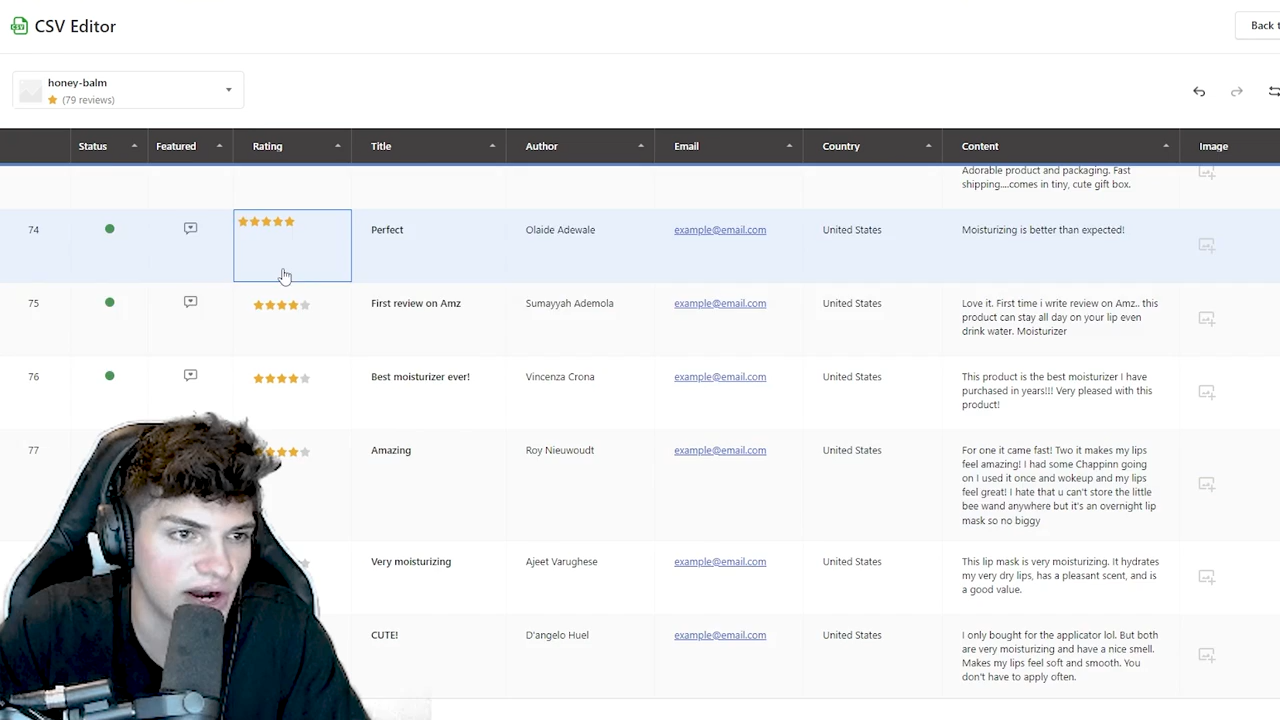 CSV Editor
Back t
honey-balm
(79 reviews)
Status
Featured
Rating
Title
Author
Email
Country
Content
Image
Adorable product and packaging. Fast
shipping....comes in tiny, cute gift box.
74
Perfect
Olaide Adewale
example@email.com
United States
Moisturizing is better than expected!
75
First review on Amz
Sumayyah Ademola
example@email.com
United States
Love it. First time i write review on Amz.. this
product can stay all day on your lip even
drink water. Moisturizer
76
Best moisturizer ever!
Vincenza Crona
example@email.com
United States
This product is the best moisturizer I have
purchased in years!!! Very pleased with this
product!
77
Amazing
Roy Nieuwoudt
example@email.com
United States
For one it came fast! Two it makes my lips
feel amazing! I had some Chappinn going
on I used it once and wokeup and my lips
feel great! I hate that u can't store the little
bee wand anywhere but it's an overnight lip
mask so no biggy
Very moisturizing
Ajeet Varughese
example@email.com
United States
This lip mask is very moisturizing. It hydrates
my very dry lips, has a pleasant scent, and is
a good value.
CUTE!
D'angelo Huel
example@email.com
United States
I only bought for the applicator lol. But both
are very moisturizing and have a nice smell.
Makes my lips feel soft and smooth. You
don't have to apply often.